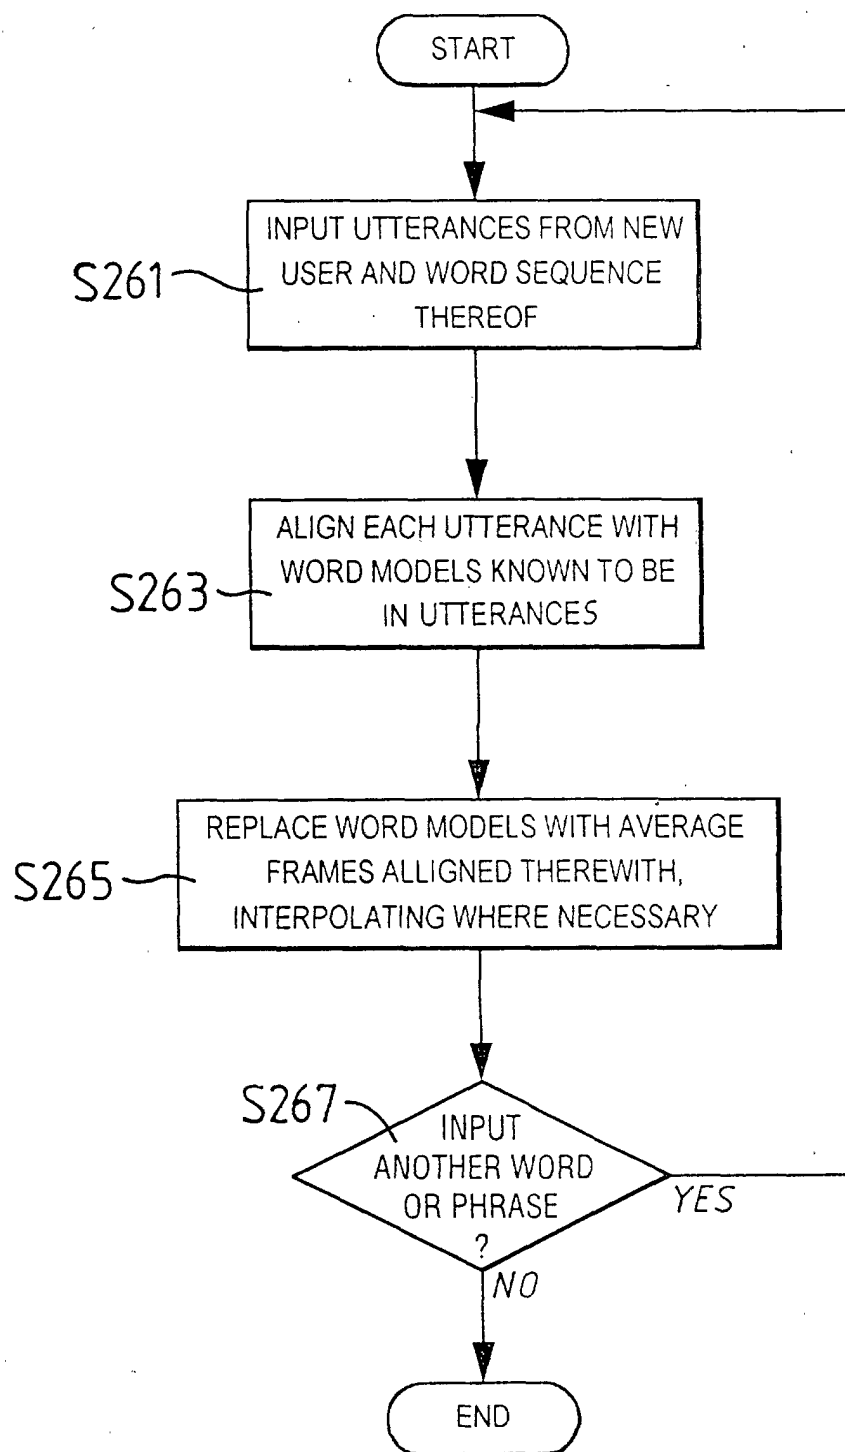 START
INPUT UTTERANCES FROM NEW
USER AND WORD SEQUENCE
THEREOF
S261
ALIGN EACH UTTERANCE WITH
WORD MODELS KNOWN TO BE
IN UTTERANCES
S263
REPLACE WORD MODELS WITH AVERAGE
FRAMES ALLIGNED THEREWITH,
INTERPOLATING WHERE NECESSARY
S265
S267
INPUT
ANOTHER WORD
OR PHRASE
?
YES
NO
END